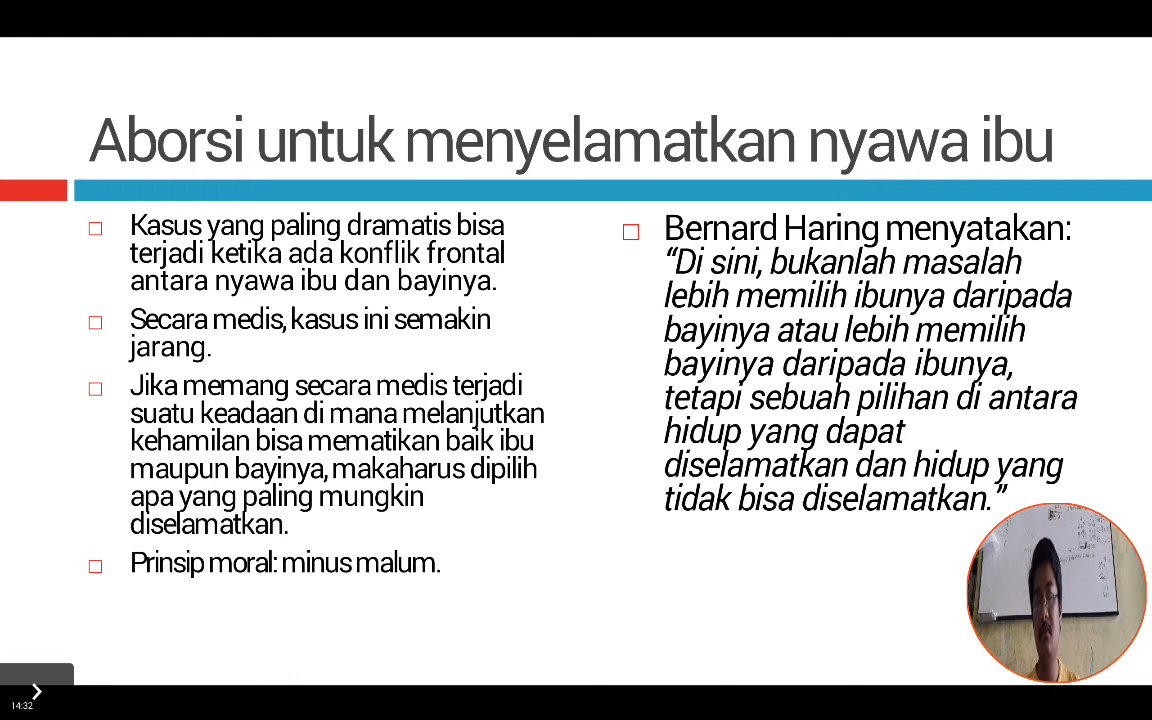 Aborsi untuk menyelamatkan nyawa ibu
Kasus yang paling dramatis bisa
terjadi ketika ada konflik frontal
antara nyawa ibu dan bayinya.
Secara medis, kasus ini semakin
jarang.
Jika memang secara medis terjadi
suatu keadaan di mana melanjutkan
kehamilan bisa mematikan baik ibu
maupun bayinya, makaharus dipilih
apa yang paling mungkin
diselamatkan.
Prinsip moral: minus malum.
Bernard Haring menyatakan:
“Di sini, bukanlah masalah
lebih memilih ibunya daripada
bayinya atau lebih memilih
bayinya daripada ibunya,
tetapi sebuah pilihan di antara
hidup yang dapat
diselamatkan dan hidup yang
tidak bisa diselamatkan.”
14:32